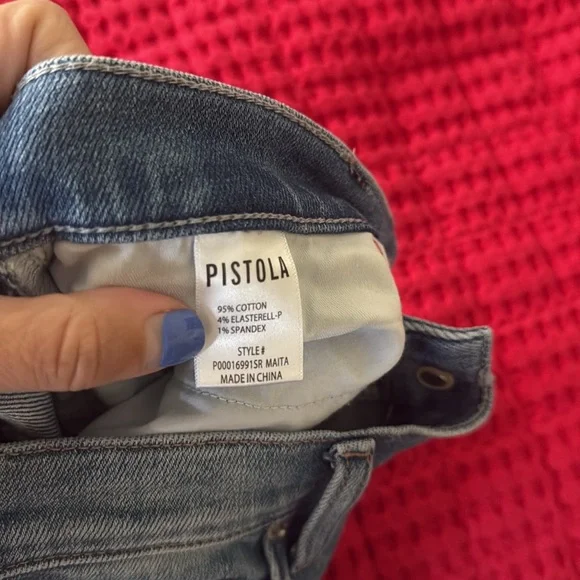 PISTOLA
95% COTTON
4% ELASTERELL-P
1% SPANDEX
STYLE #
P00016991SR MAITA
MADE IN CHINA